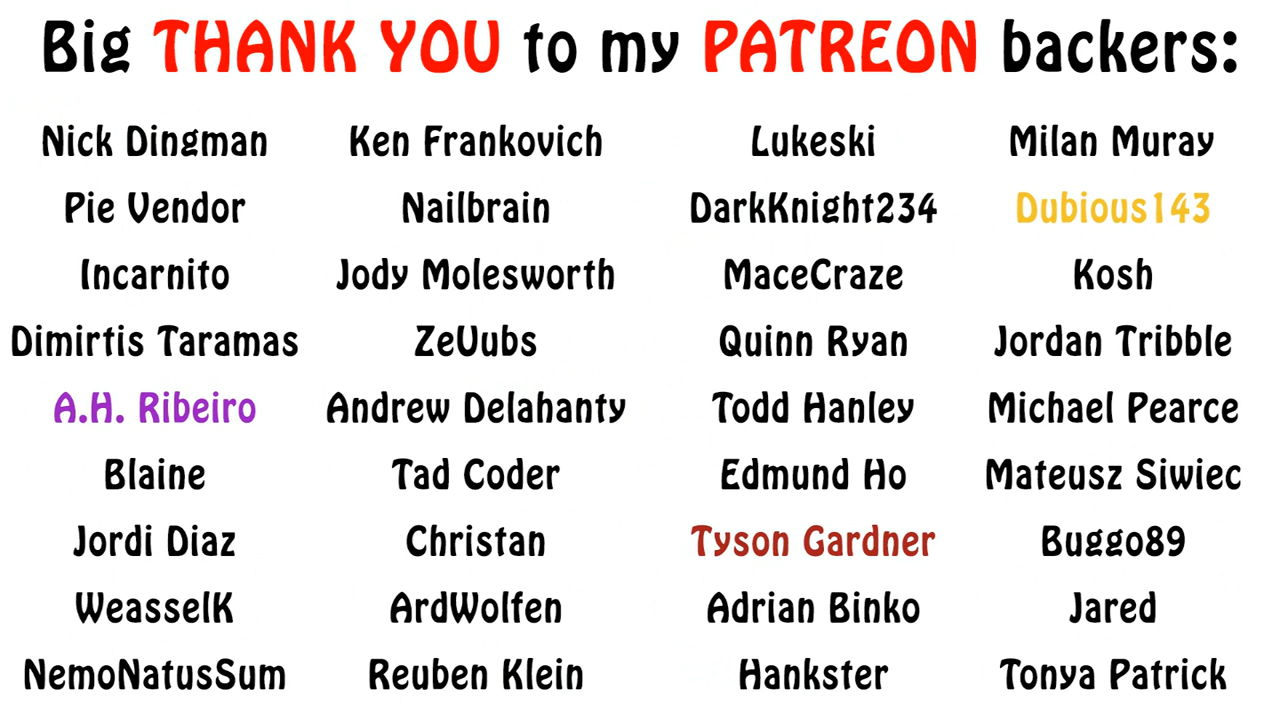 Big THANK YOU to my PATREON backers:
Nick Dingman Ken Frankovich Lukeski Milan Muray
Pie Vendor Nailbrain DarkKnight234 Dubious143
Incarnito Jody Molesworth MaceCraze Kosh
Dimirtis Taramas ZeVubs Quinn Ryan Jordan Tribble
A.H. Ribeiro Andrew Delahanty Todd Hanley Michael Pearce
Blaine Tad Coder Edmund Ho Mateusz Siwiec
Jordi Diaz Christan Tyson Gardner Buggo89
WeasselK ArdWolfen Adrian Binko Jared
NemoNatusSum Reuben Klein Hankster Tonya Patrick